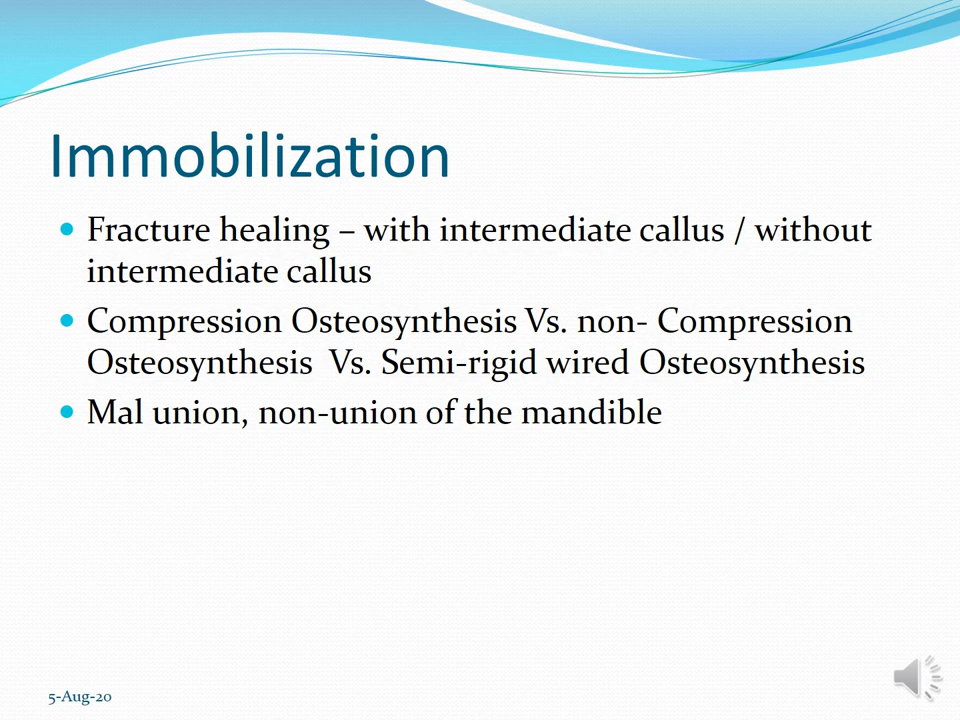 Immobilization
• Fracture healing – with intermediate callus / without
intermediate callus
• Compression Osteosynthesis Vs. non- Compression
Osteosynthesis  Vs. Semi-rigid wired Osteosynthesis
• Mal union, non-union of the mandible
5-Aug-20